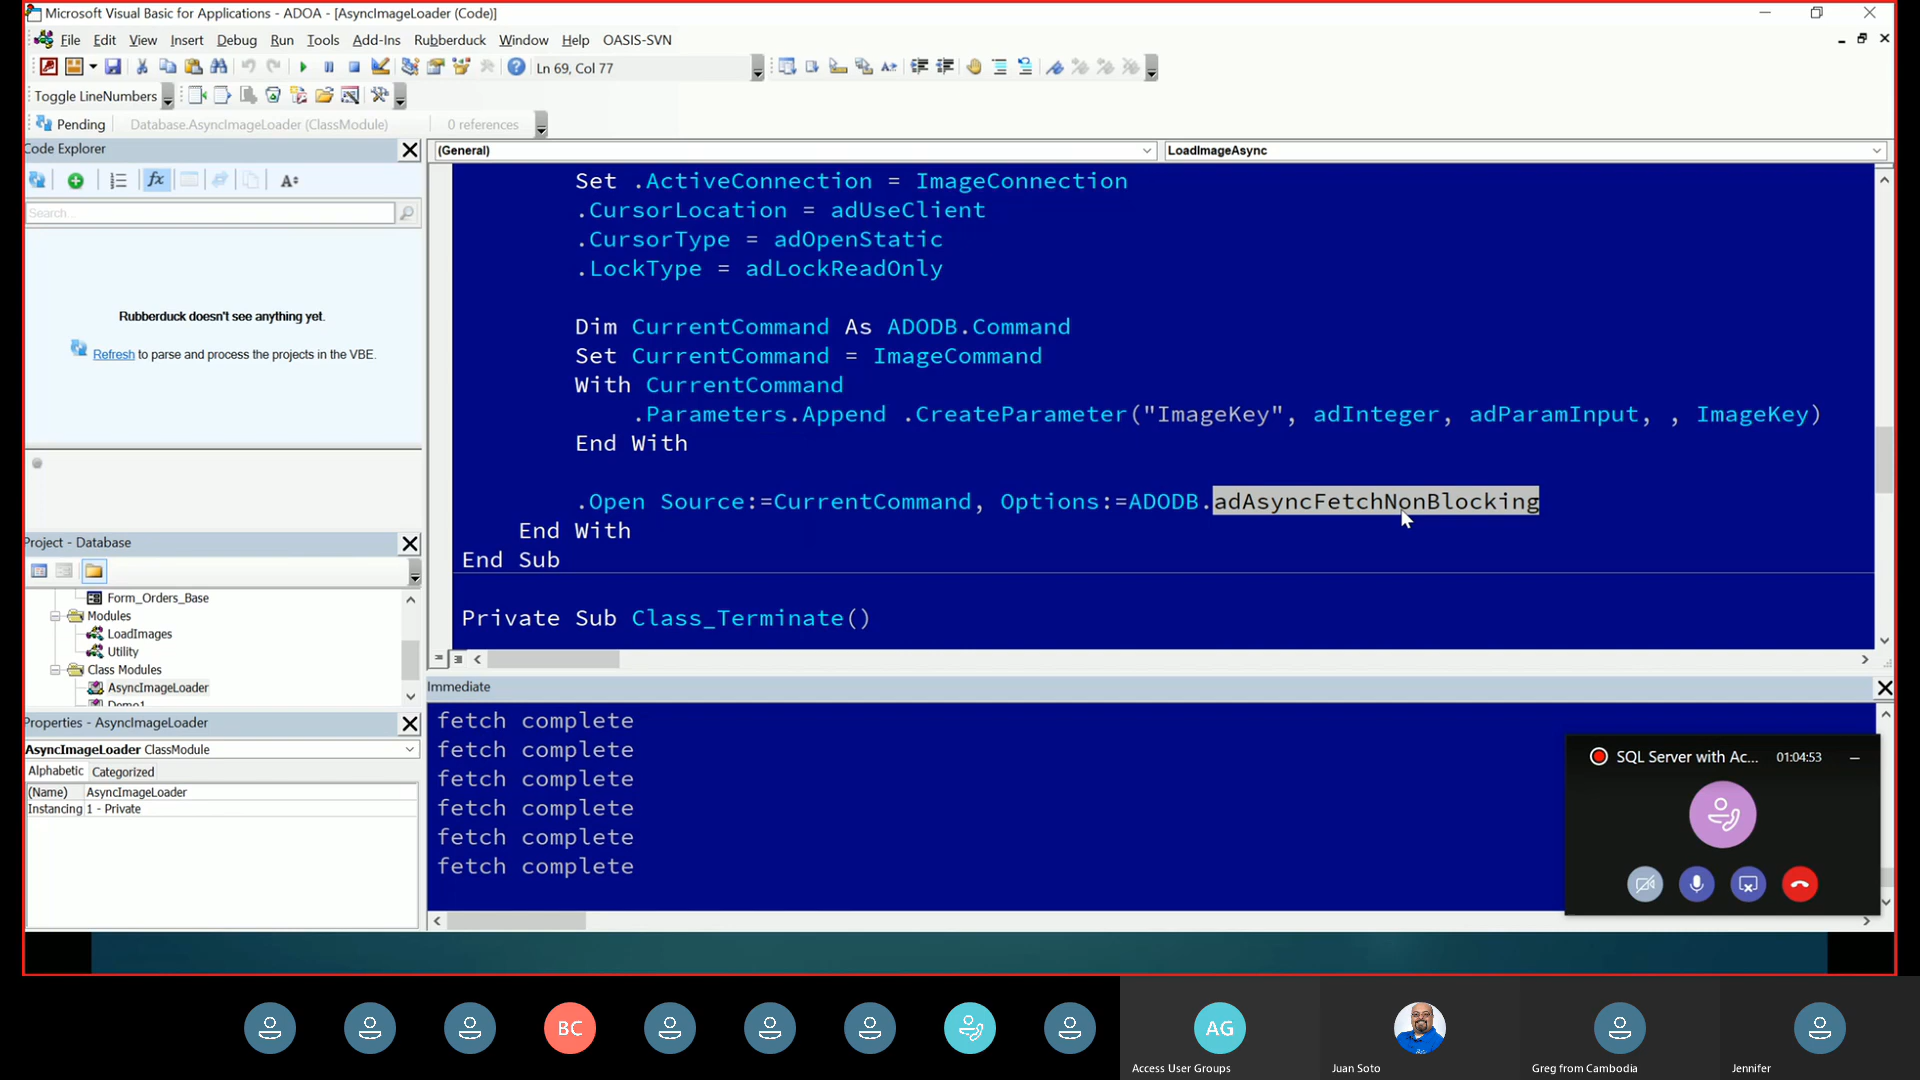 Microsoft Visual Basic for Applications - ADOA - [AsyncImageLoader (Code)]
File Edit View Insert Debug Run Tools Add-Ins Rubberduck Window Help OASIS-SVN
Ln 69, Col 77
Toggle LineNumbers
Pending Database.AsyncImageLoader (ClassModule) 0 references
Code Explorer
(General)
LoadImageAsync
Search...
Rubberduck doesn't see anything yet.
Refresh to parse and process the projects in the VBE.
Set .ActiveConnection = ImageConnection
.CursorLocation = adUseClient
.CursorType = adOpenStatic
.LockType = adLockReadOnly
Dim CurrentCommand As ADODB.Command
Set CurrentCommand = ImageCommand
With CurrentCommand
.Parameters.Append .CreateParameter("ImageKey", adInteger, adParamInput, , ImageKey)
End With
.Open Source:=CurrentCommand, Options:=ADODB.adAsyncFetchNonBlocking
End With
End Sub
Private Sub Class_Terminate()
Project - Database
Form_Orders_Base
Modules
LoadImages
Utility
Class Modules
AsyncImageLoader
Demo1
Properties - AsyncImageLoader
AsyncImageLoader ClassModule
Alphabetic Categorized
(Name) AsyncImageLoader
Instancing 1 - Private
Immediate
fetch complete
fetch complete
fetch complete
fetch complete
fetch complete
fetch complete
SQL Server with Ac... 01:04:53
BC
AG
Access User Groups
Juan Soto
Greg from Cambodia
Jennifer